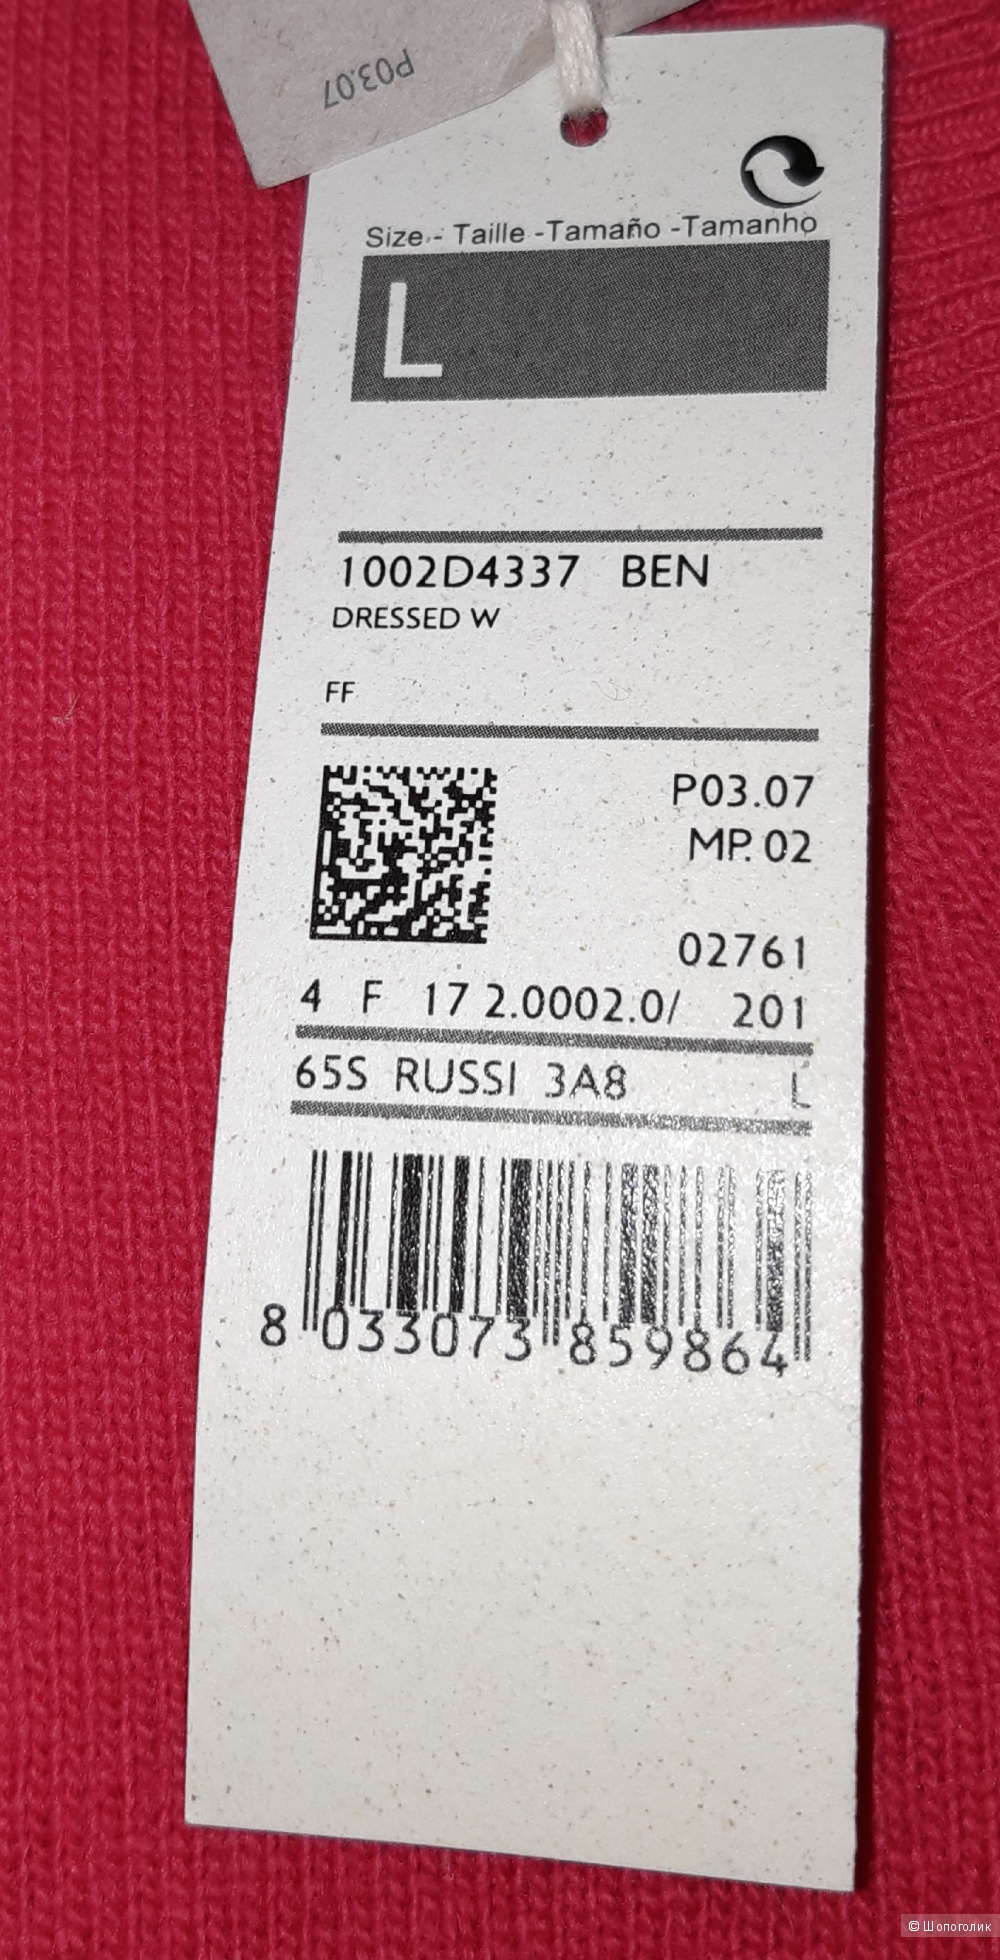 P03.07
Size - Taille -Tamaño -Tamanho
L
1002D4337 BEN
DRESSED W
FF
P03.07
MP. 02
02761
4 F 17 2.0002.0/ 201
65S RUSSI 3A8 L
8 033073 859864
© Шопоголик